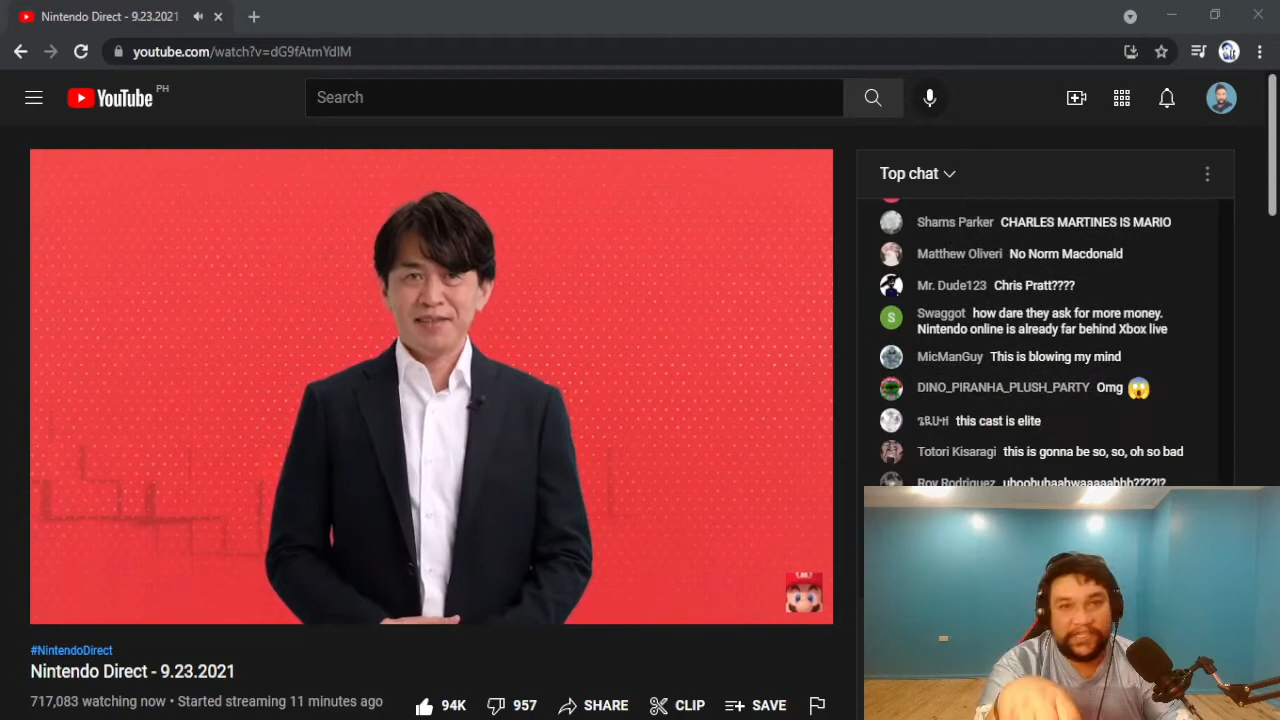 Nintendo Direct - 9.23.2021
youtube.com/watch?v=dG9fAtmYdlM
YouTube PH
Search
Top chat
Shams Parker CHARLES MARTINES IS MARIO
Matthew Oliveri No Norm Macdonald
Mr. Dude123 Chris Pratt????
S
Swaggot how dare they ask for more money.
Nintendo online is already far behind Xbox live
MicManGuy This is blowing my mind
DINO_PIRANHA_PLUSH_PARTY Omg 😱
this cast is elite
Totori Kisaragi this is gonna be so, so, oh so bad
Roy Rodriguez
M
#NintendoDirect
Nintendo Direct - 9.23.2021
717,083 watching now • Started streaming 11 minutes ago
94K
957
SHARE
CLIP
SAVE